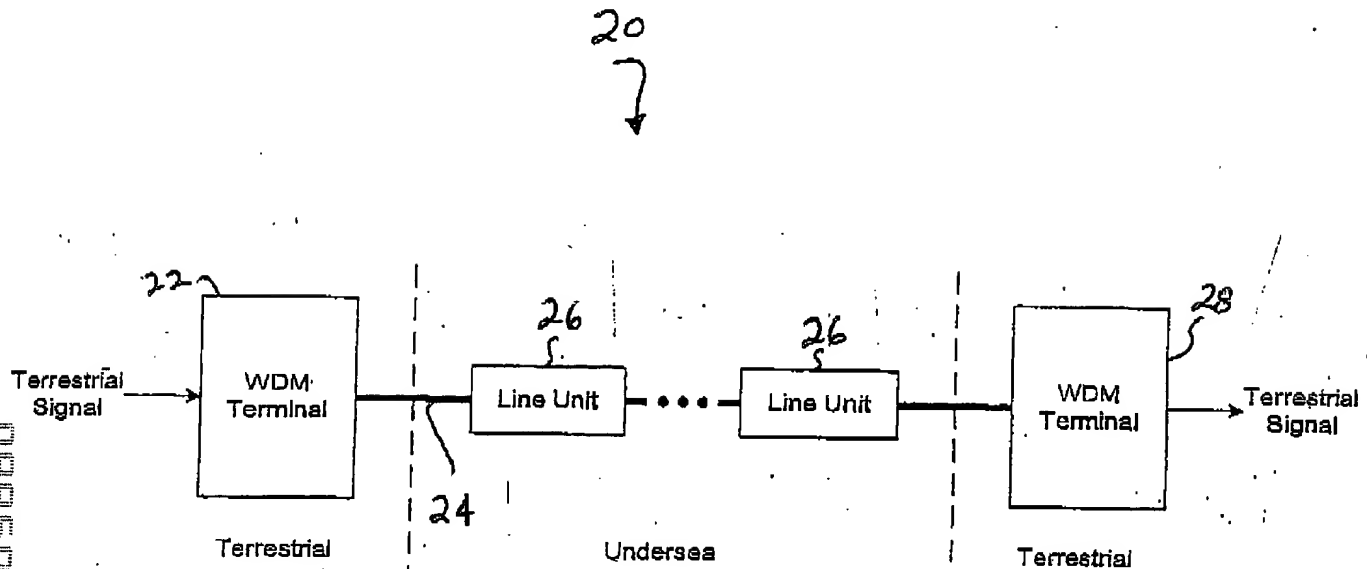 20
22
26
26
28
Terrestrial Signal
WDM Terminal
Line Unit
Line Unit
WDM Terminal
Terrestrial Signal
24
Terrestrial
Undersea
Terrestrial